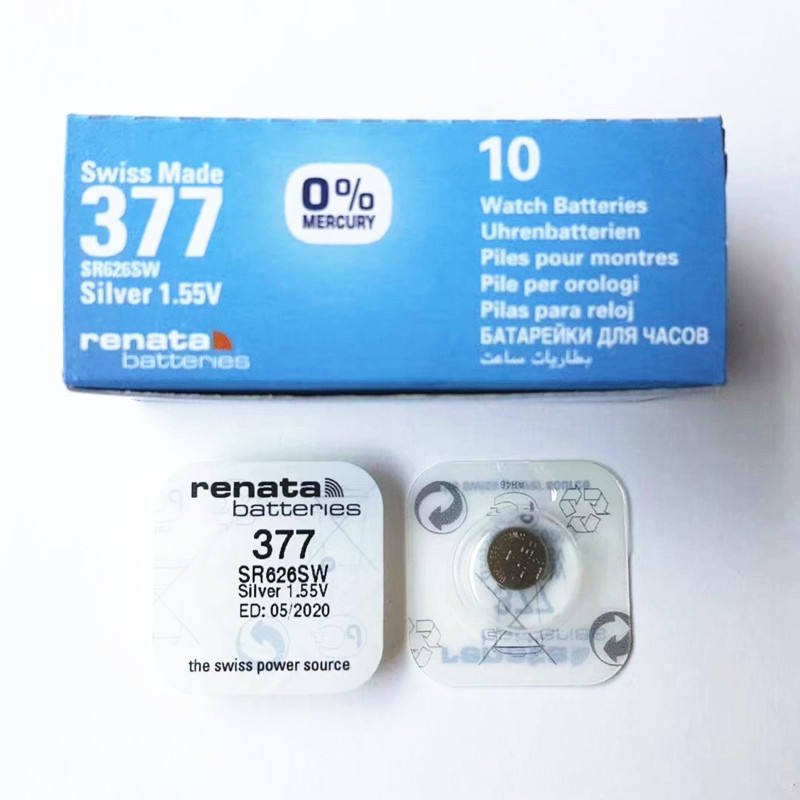 Swiss Made
377
SR626SW
Silver 1.55V
renata
batteries
0%
MERCURY
10
Watch Batteries
Uhrenbatterien
Piles pour montres
Pile per orologi
Pilas para reloj
БАТАРЕЙКИ ДЛЯ ЧАСОВ
بطاريات ساعت
renata
batteries
377
SR626SW
Silver 1.55V
ED: 05/2020
the swiss power source
renata